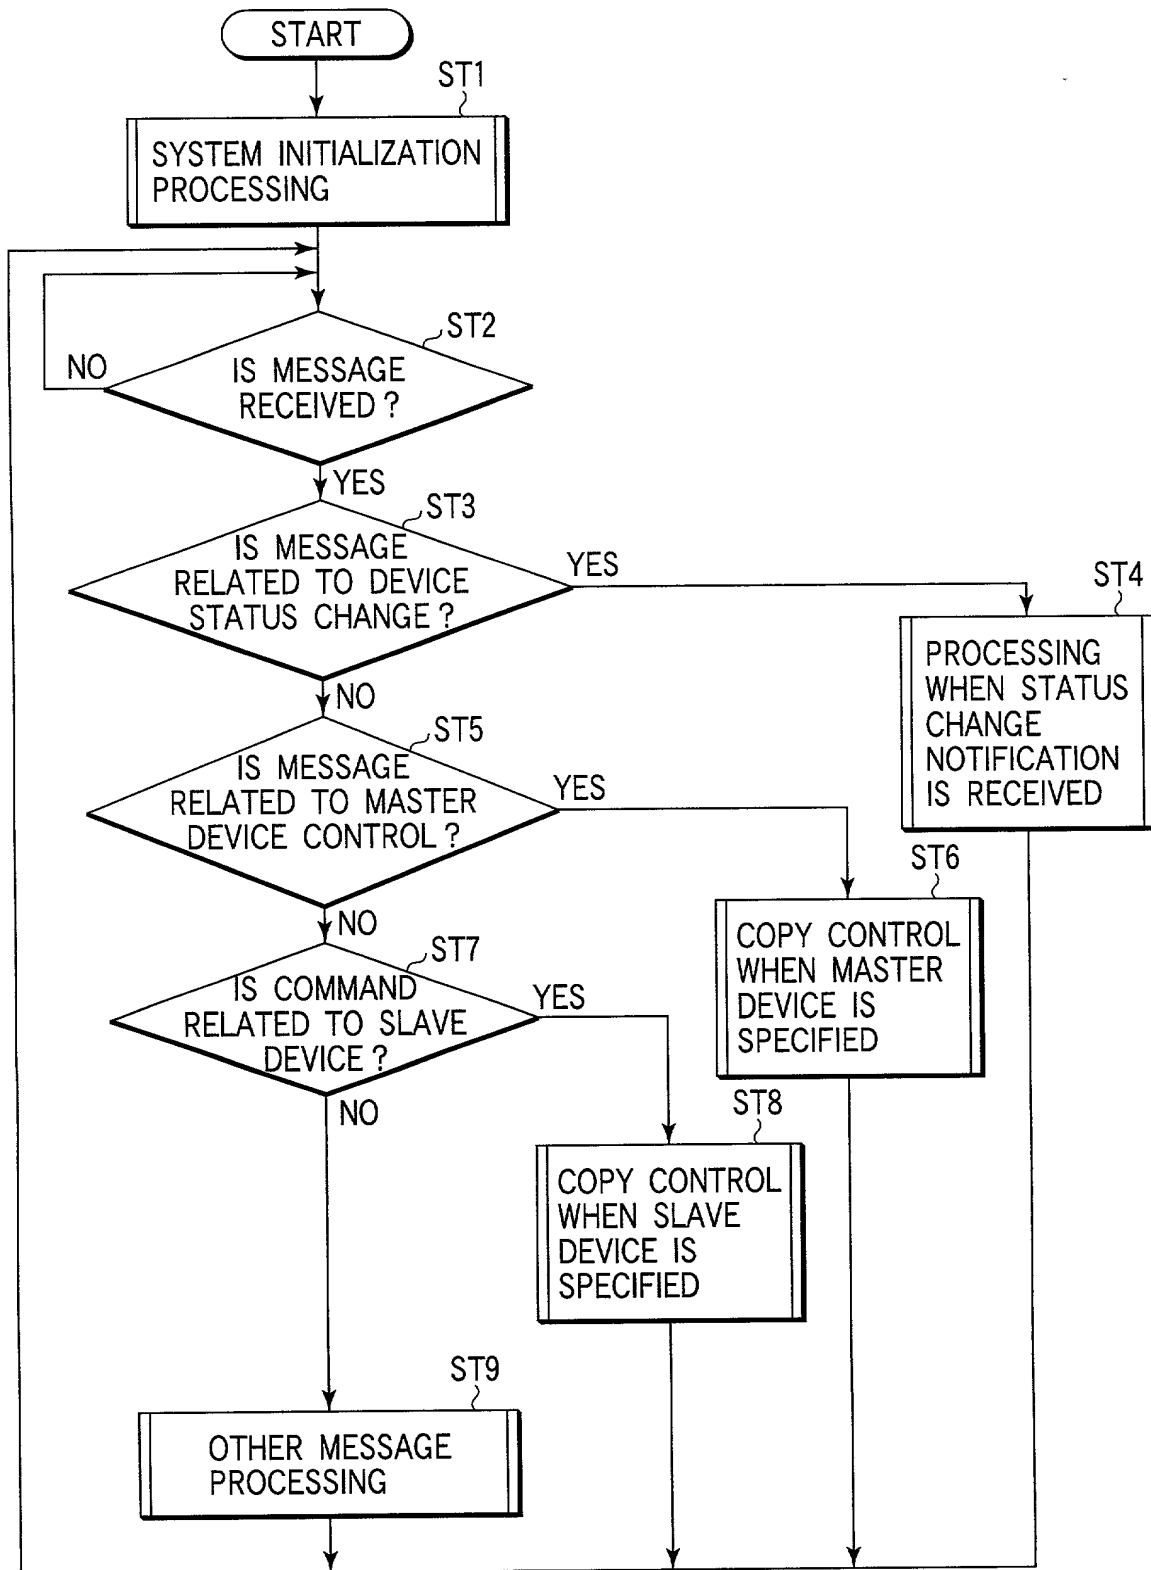 START
ST1
SYSTEM INITIALIZATION
PROCESSING
ST2
NO
IS MESSAGE
RECEIVED?
YES
ST3
IS MESSAGE
RELATED TO DEVICE
STATUS CHANGE?
YES
ST4
PROCESSING
WHEN STATUS
CHANGE
NOTIFICATION
IS RECEIVED
NO
ST5
IS MESSAGE
RELATED TO MASTER
DEVICE CONTROL?
YES
ST6
COPY CONTROL
WHEN MASTER
DEVICE IS
SPECIFIED
NO
ST7
IS COMMAND
RELATED TO SLAVE
DEVICE?
YES
NO
ST8
COPY CONTROL
WHEN SLAVE
DEVICE IS
SPECIFIED
ST9
OTHER MESSAGE
PROCESSING